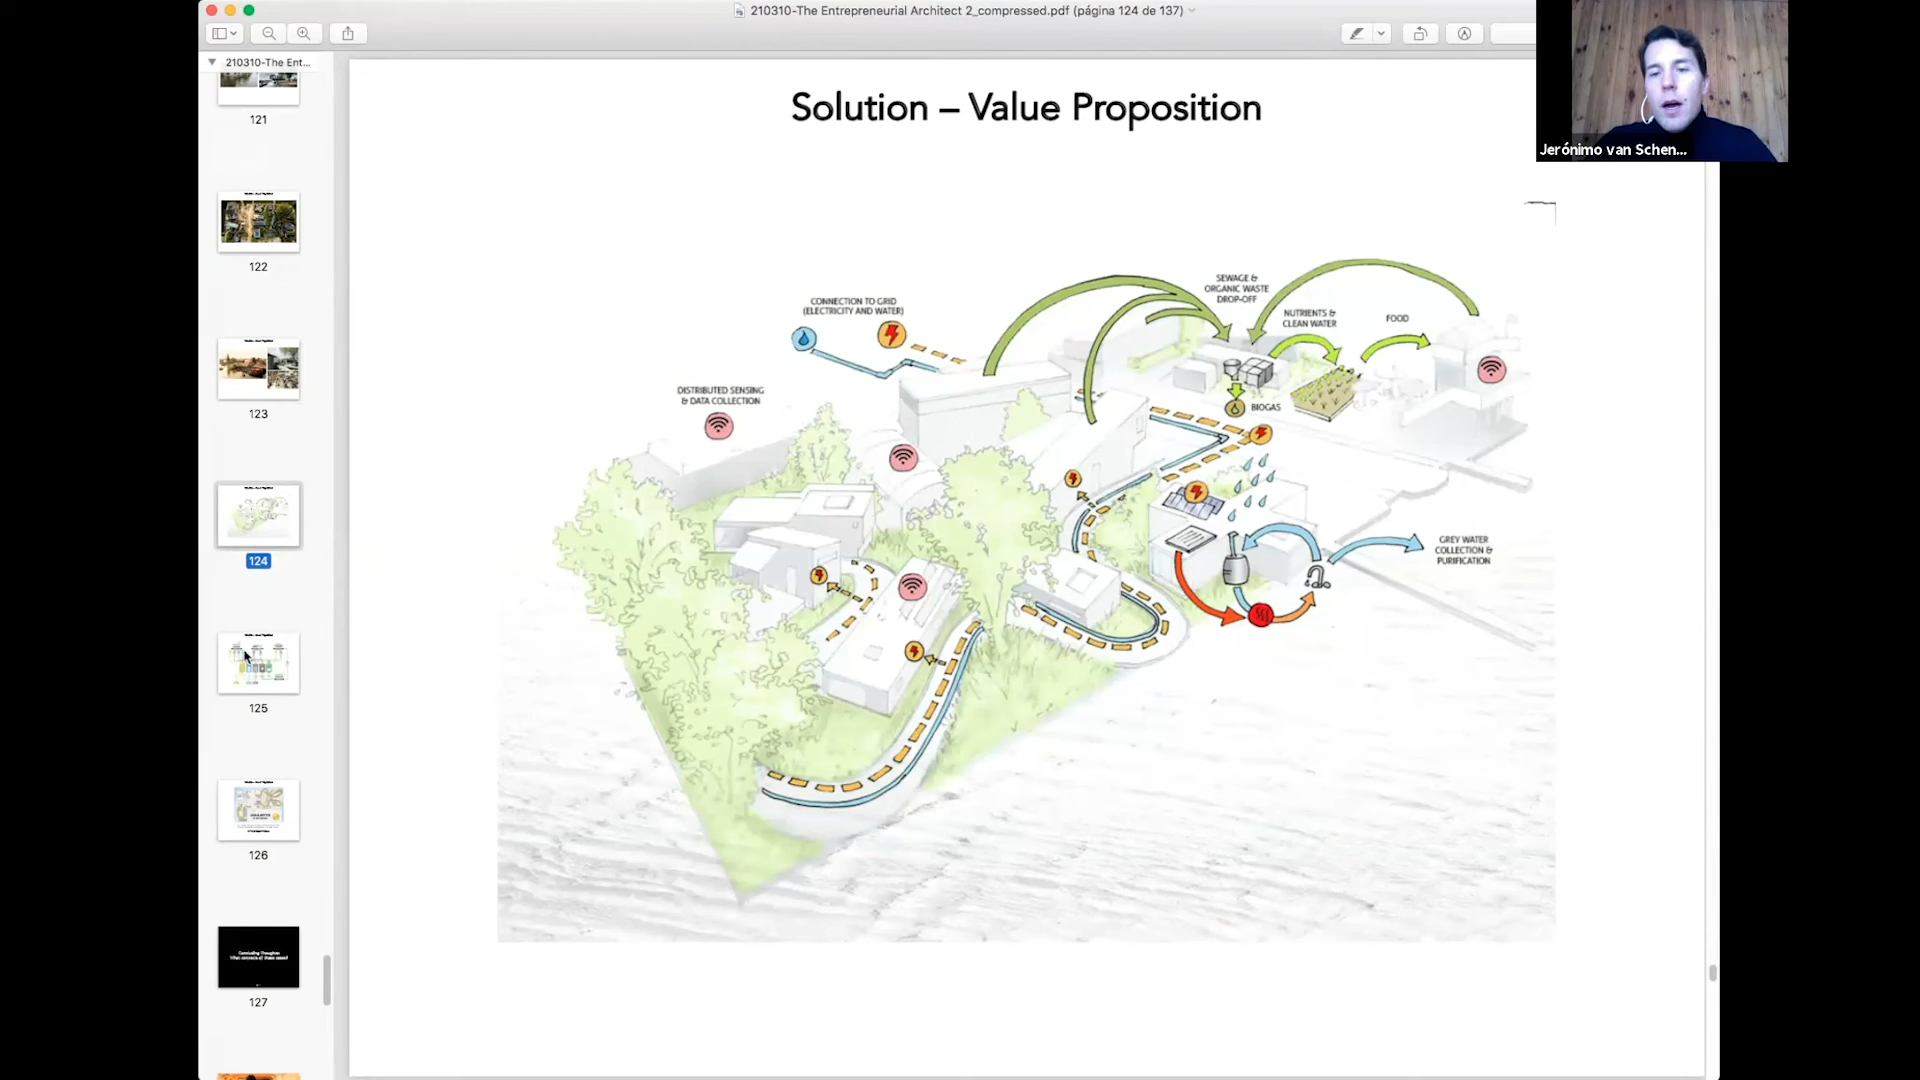 210310-The Entrepreneurial Architect 2_compressed.pdf (página 124 de 137)
210310-The Ent...
121
122
123
124
125
126
Concluding Thoughts:
127
Solution – Value Proposition
CONNECTION TO GRID
(ELECTRICITY AND WATER)
DISTRIBUTED SENSING
& DATA COLLECTION
SEWAGE &
ORGANIC WASTE
DROP-OFF
NUTRIENTS &
CLEAN WATER
FOOD
BIOGAS
GREY WATER
COLLECTION &
PURIFICATION
Jerónimo van Schen...